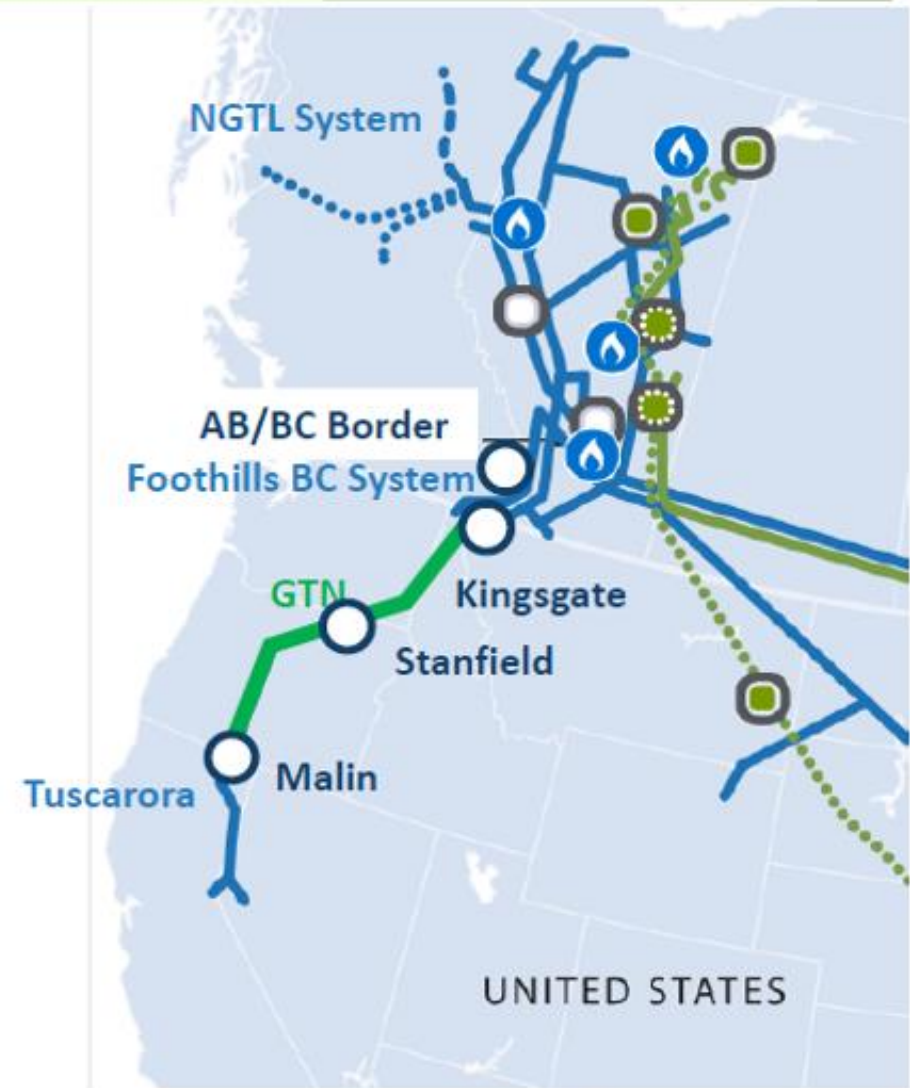 NGTL System
AB/BC Border
Foothills BC System
GTN
Kingsgate
Stanfield
Malin
Tuscarora
UNITED STATES